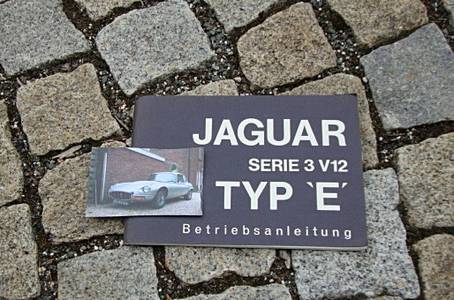 JAGUAR
SERIE 3 V12
TYP `E´
Betriebsanleitung